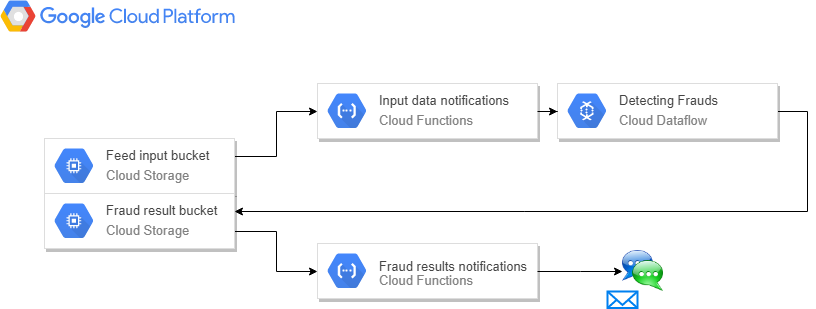 Google Cloud Platform
Input data notifications
Cloud Functions
Detecting Frauds
Cloud Dataflow
Feed input bucket
Cloud Storage
Fraud result bucket
Cloud Storage
Fraud results notifications
Cloud Functions